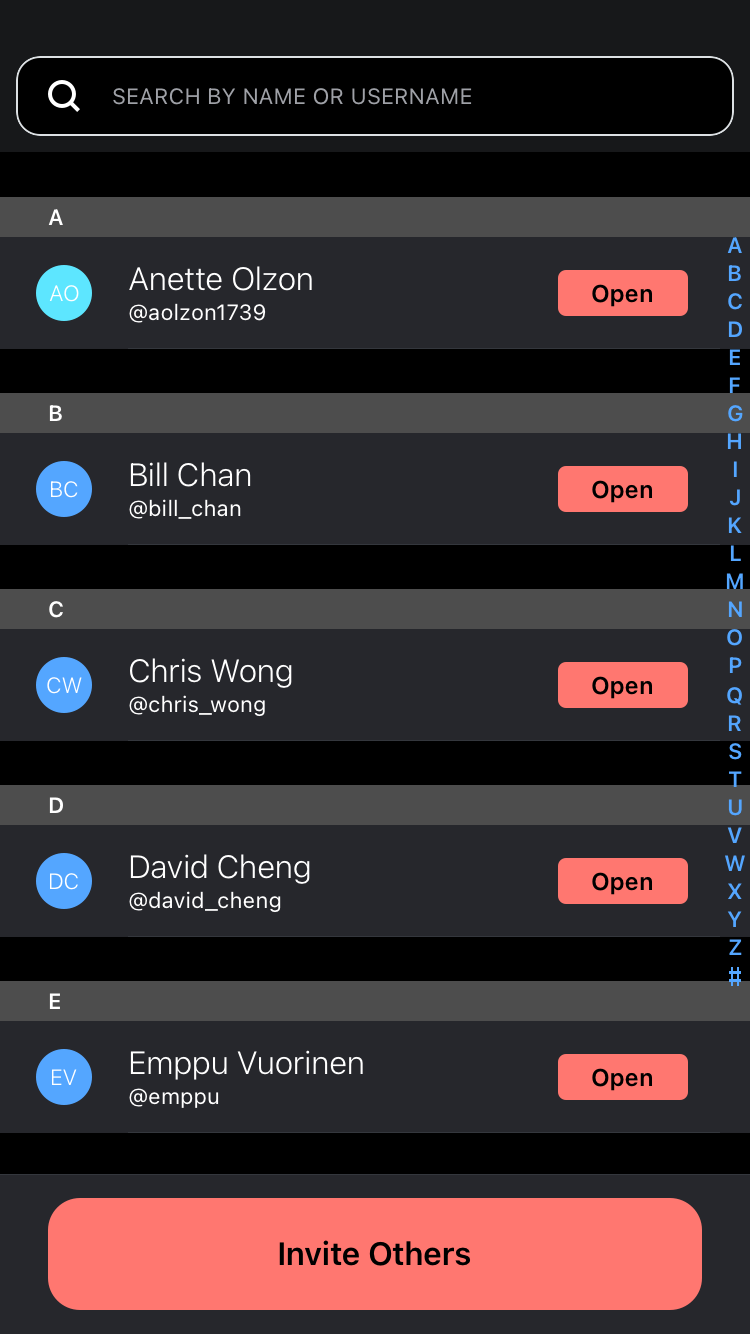 SEARCH BY NAME OR USERNAME
A
AO
Anette Olzon
@aolzon1739
Open
B
BC
Bill Chan
@bill_chan
Open
C
CW
Chris Wong
@chris_wong
Open
D
DC
David Cheng
@david_cheng
Open
E
EV
Emppu Vuorinen
@emppu
Open
A
B
C
D
E
F
G
H
I
J
K
L
M
N
O
P
Q
R
S
T
U
V
W
X
Y
Z
#
Invite Others